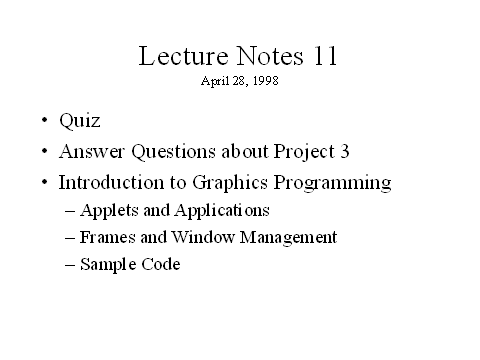 Lecture Notes 11
April 28, 1998
• Quiz
• Answer Questions about Project 3
• Introduction to Graphics Programming
– Applets and Applications
– Frames and Window Management
– Sample Code